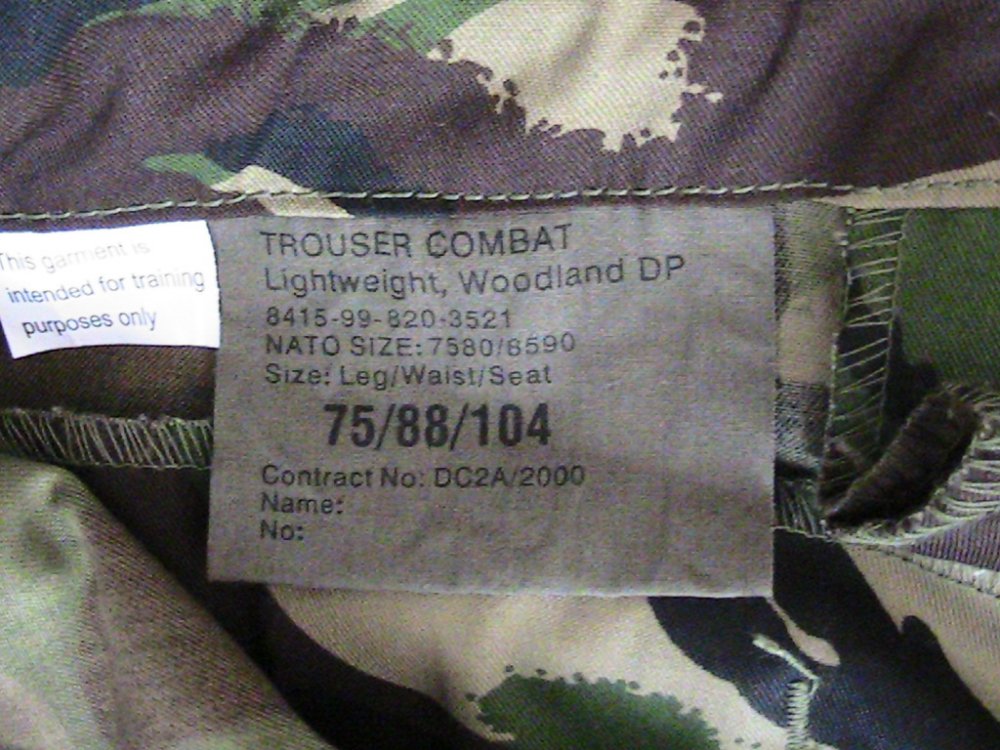 This garment is
intended for training
purposes only
TROUSER COMBAT
Lightweight, Woodland DP
8415-99-820-3521
NATO SIZE: 7580/8590
Size: Leg/Waist/Seat
75/88/104
Contract No: DC2A/2000
Name:
No: